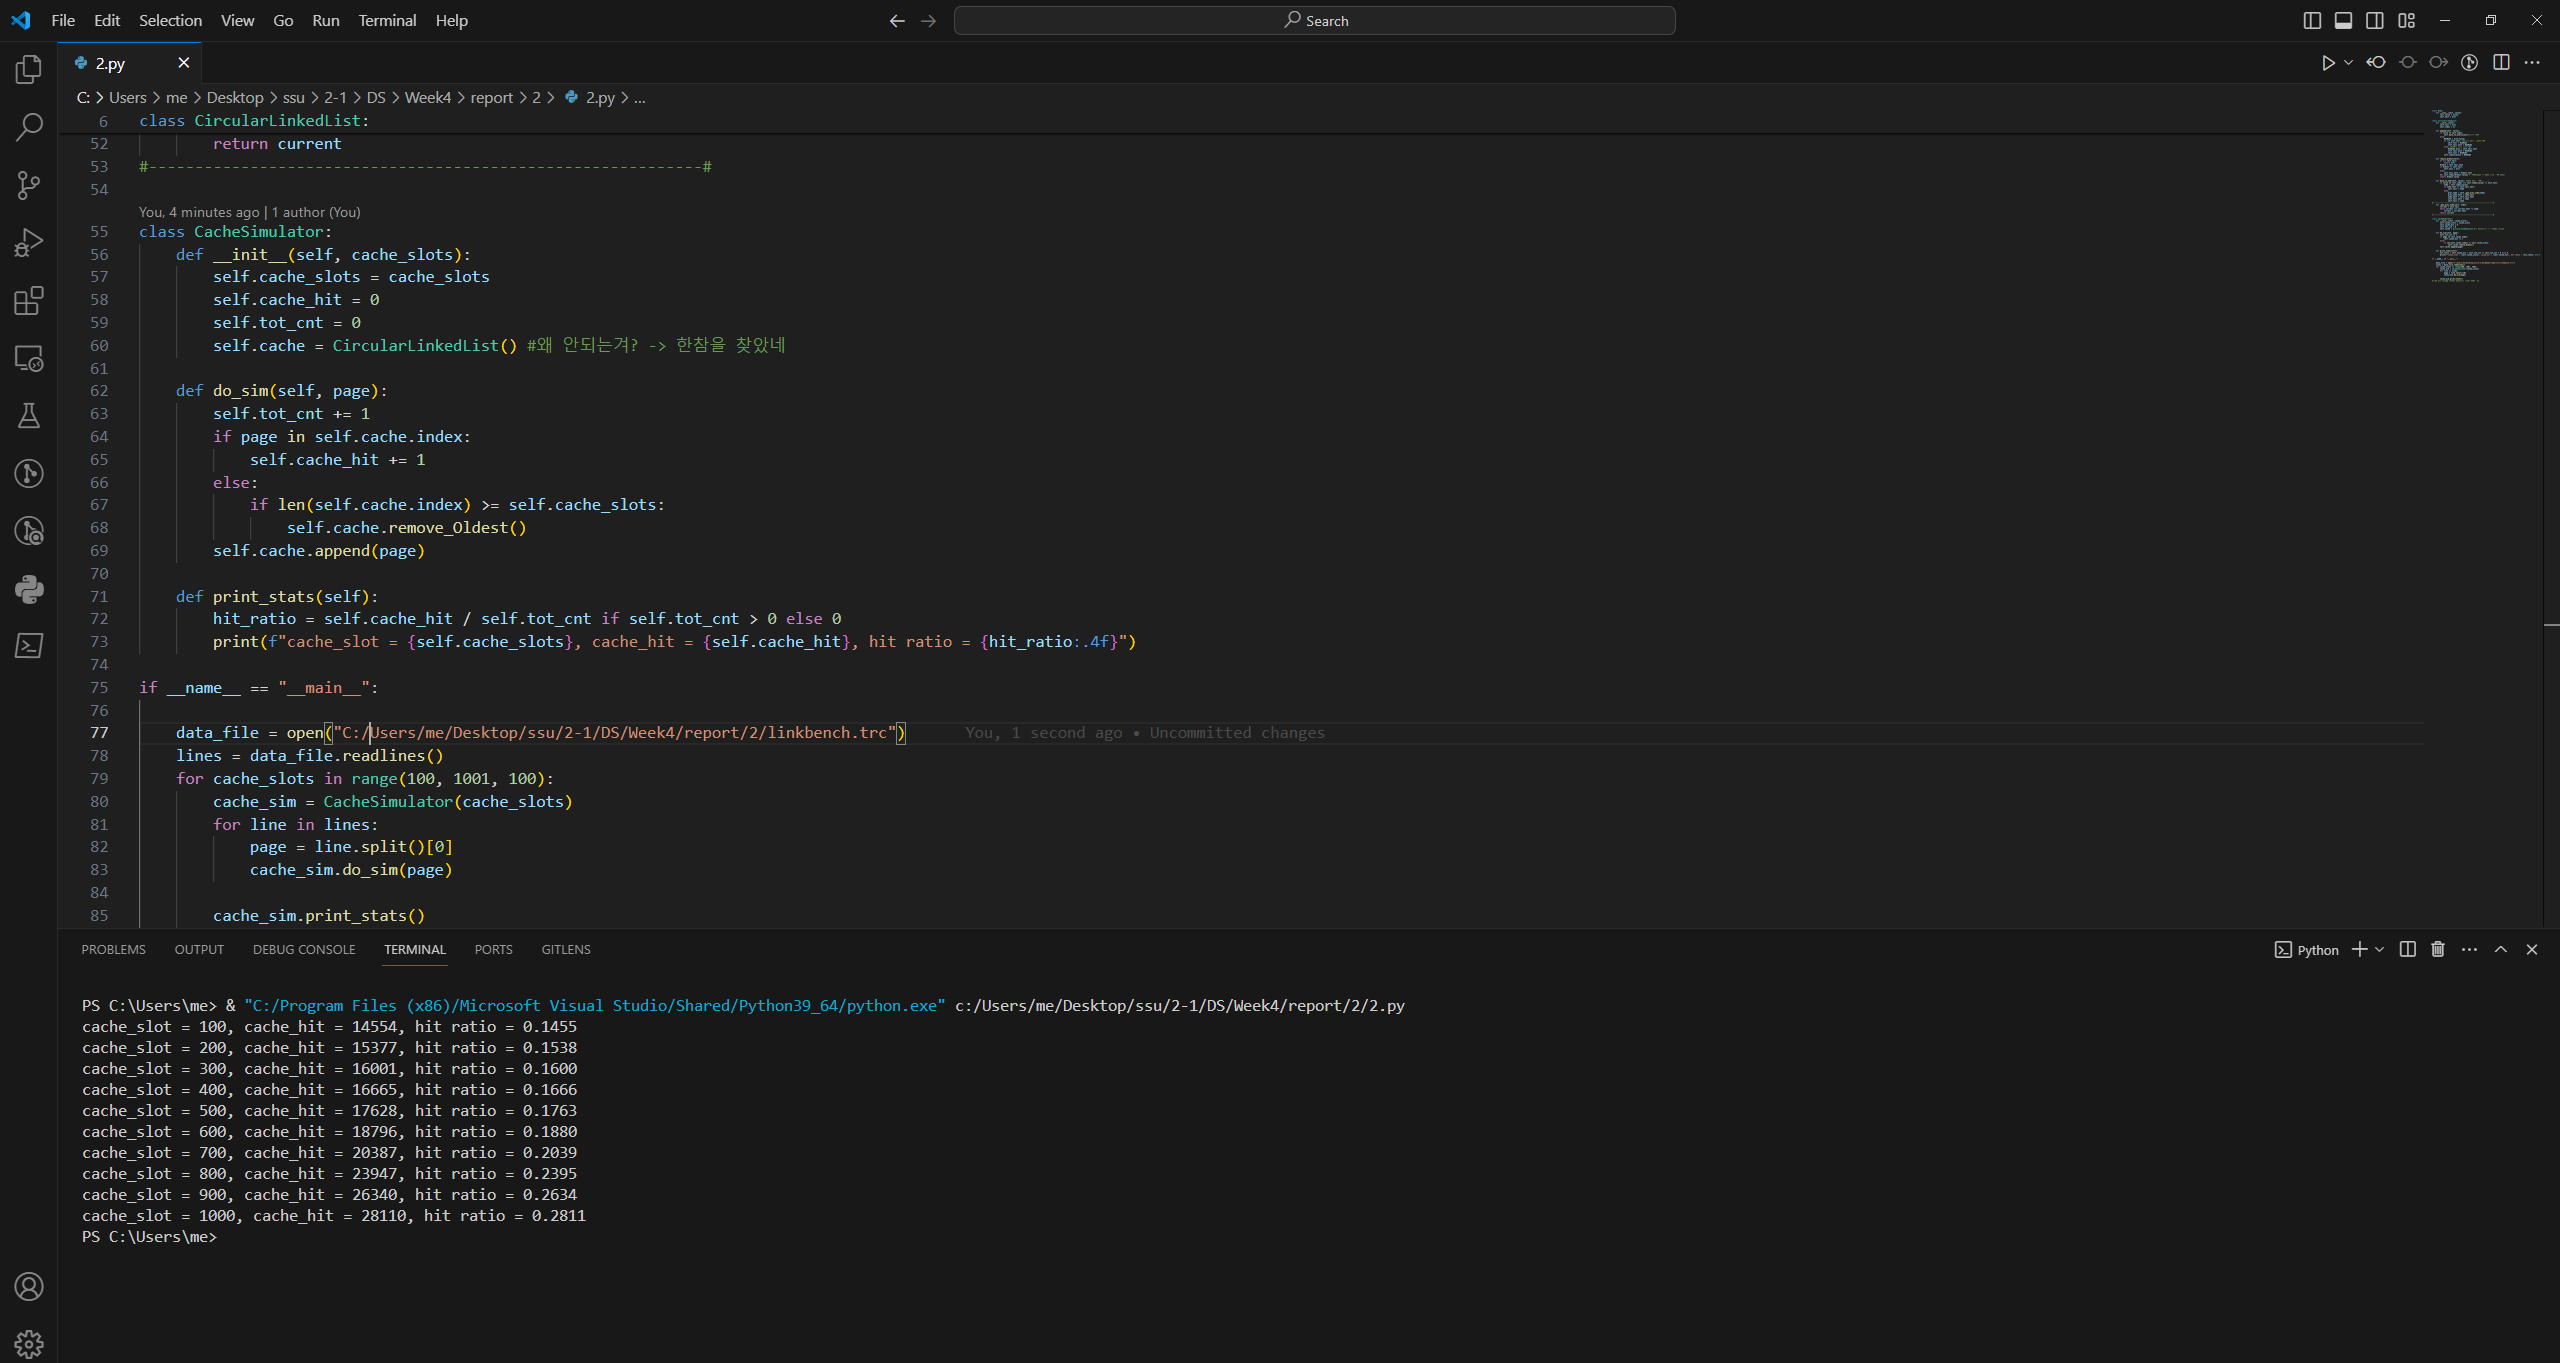 File Edit Selection View Go Run Terminal Help
Search
2.py
C: > Users > me > Desktop > ssu > 2-1 > DS > Week4 > report > 2 > 2.py > ...
6 class CircularLinkedList:
52 return current
53 #------------------------------------------------------------#
54
You, 4 minutes ago | 1 author (You)
55 class CacheSimulator:
56 def __init__(self, cache_slots):
57 self.cache_slots = cache_slots
58 self.cache_hit = 0
59 self.tot_cnt = 0
60 self.cache = CircularLinkedList() #왜 안되는겨? -> 한참을 찾았네
61
62 def do_sim(self, page):
63 self.tot_cnt += 1
64 if page in self.cache.index:
65 self.cache_hit += 1
66 else:
67 if len(self.cache.index) >= self.cache_slots:
68 self.cache.remove_Oldest()
69 self.cache.append(page)
70
71 def print_stats(self):
72 hit_ratio = self.cache_hit / self.tot_cnt if self.tot_cnt > 0 else 0
73 print(f"cache_slot = {self.cache_slots}, cache_hit = {self.cache_hit}, hit ratio = {hit_ratio:.4f}")
74
75 if __name__ == "__main__":
76
77 data_file = open("C:/Users/me/Desktop/ssu/2-1/DS/Week4/report/2/linkbench.trc") You, 1 second ago • Uncommitted changes
78 lines = data_file.readlines()
79 for cache_slots in range(100, 1001, 100):
80 cache_sim = CacheSimulator(cache_slots)
81 for line in lines:
82 page = line.split()[0]
83 cache_sim.do_sim(page)
84
85 cache_sim.print_stats()
PROBLEMS OUTPUT DEBUG CONSOLE TERMINAL PORTS GITLENS Python
PS C:\Users\me> & "C:/Program Files (x86)/Microsoft Visual Studio/Shared/Python39_64/python.exe" c:/Users/me/Desktop/ssu/2-1/DS/Week4/report/2/2.py
cache_slot = 100, cache_hit = 14554, hit ratio = 0.1455
cache_slot = 200, cache_hit = 15377, hit ratio = 0.1538
cache_slot = 300, cache_hit = 16001, hit ratio = 0.1600
cache_slot = 400, cache_hit = 16665, hit ratio = 0.1666
cache_slot = 500, cache_hit = 17628, hit ratio = 0.1763
cache_slot = 600, cache_hit = 18796, hit ratio = 0.1880
cache_slot = 700, cache_hit = 20387, hit ratio = 0.2039
cache_slot = 800, cache_hit = 23947, hit ratio = 0.2395
cache_slot = 900, cache_hit = 26340, hit ratio = 0.2634
cache_slot = 1000, cache_hit = 28110, hit ratio = 0.2811
PS C:\Users\me>